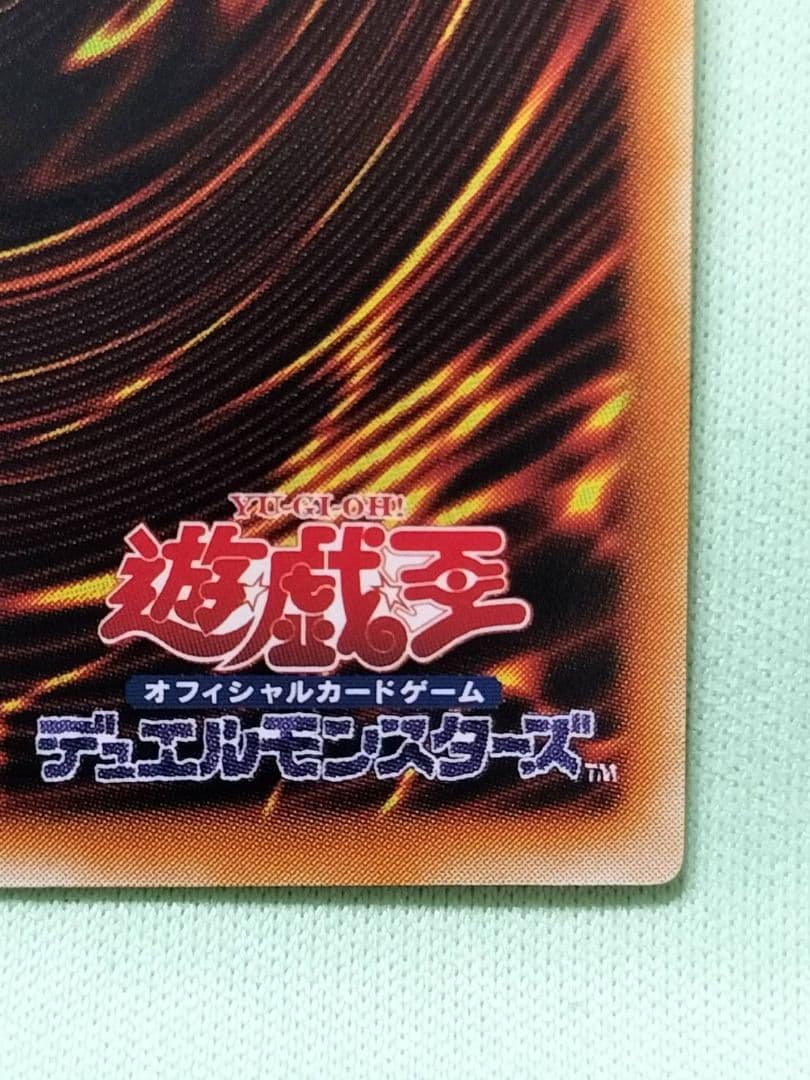 YU-GI-OH!
遊戯王
オフィシャルカードゲーム
デュエルモンスターズ
TM